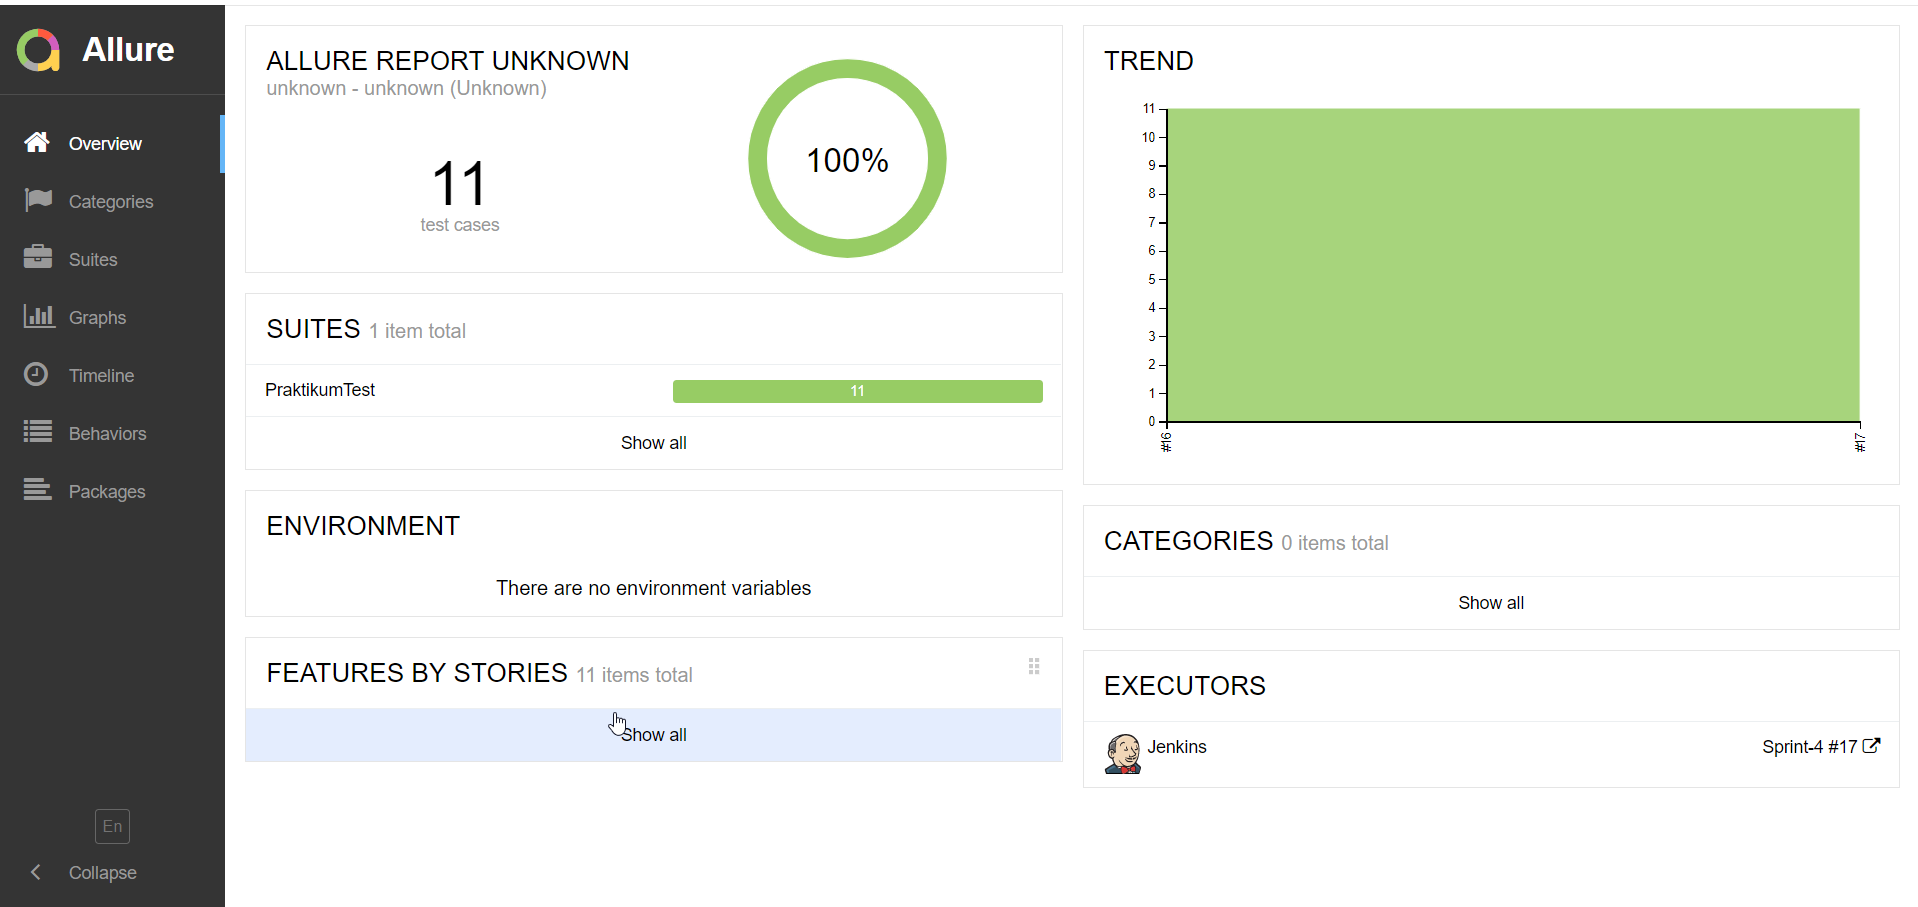 Allure
Overview
Categories
Suites
Graphs
Timeline
Behaviors
Packages
En
Collapse
ALLURE REPORT UNKNOWN
unknown - unknown (Unknown)
11
test cases
100%
SUITES 1 item total
PraktikumTest 11
Show all
ENVIRONMENT
There are no environment variables
FEATURES BY STORIES 11 items total
Show all
TREND
11
10
9
8
7
6
5
4
3
2
1
0
#16
#17
CATEGORIES 0 items total
Show all
EXECUTORS
Jenkins Sprint-4 #17